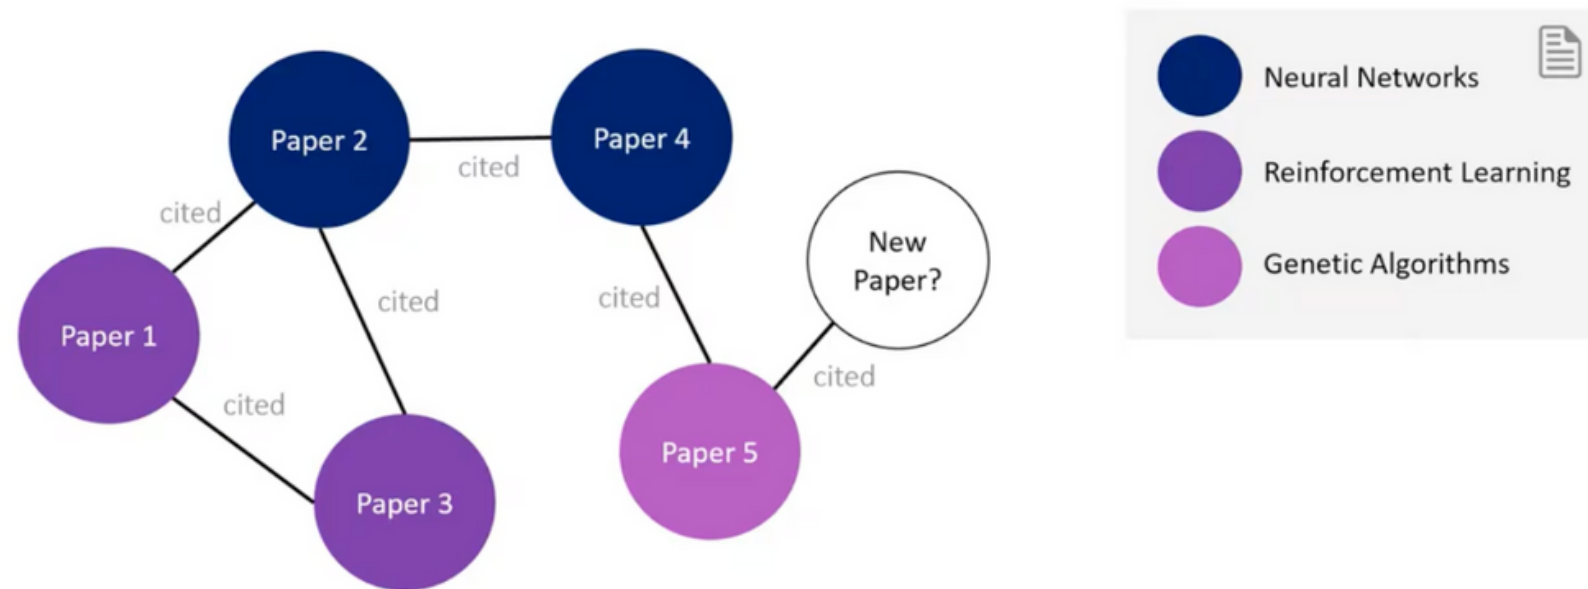 Paper 2
cited
Paper 4
cited
Paper 1
cited
cited
New
Paper?
cited
cited
Paper 3
Paper 5
Neural Networks
Reinforcement Learning
Genetic Algorithms